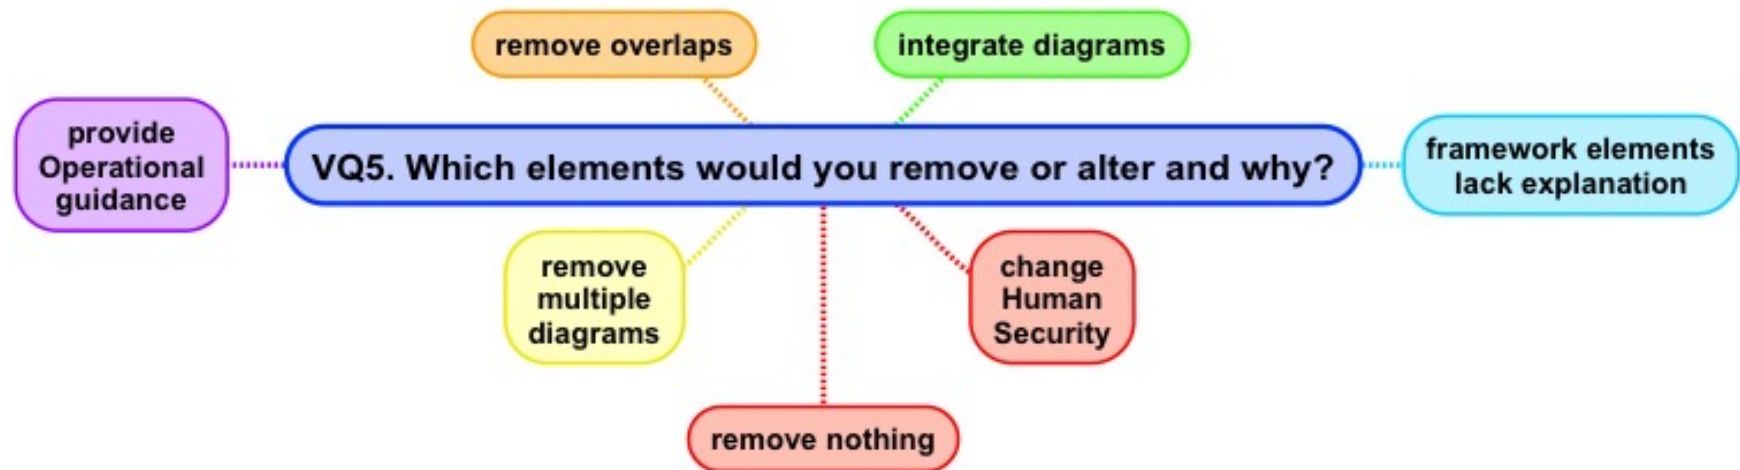 remove overlaps
integrate diagrams
provide
Operational
guidance
VQ5. Which elements would you remove or alter and why?
framework elements
lack explanation
remove
multiple
diagrams
change
Human
Security
remove nothing